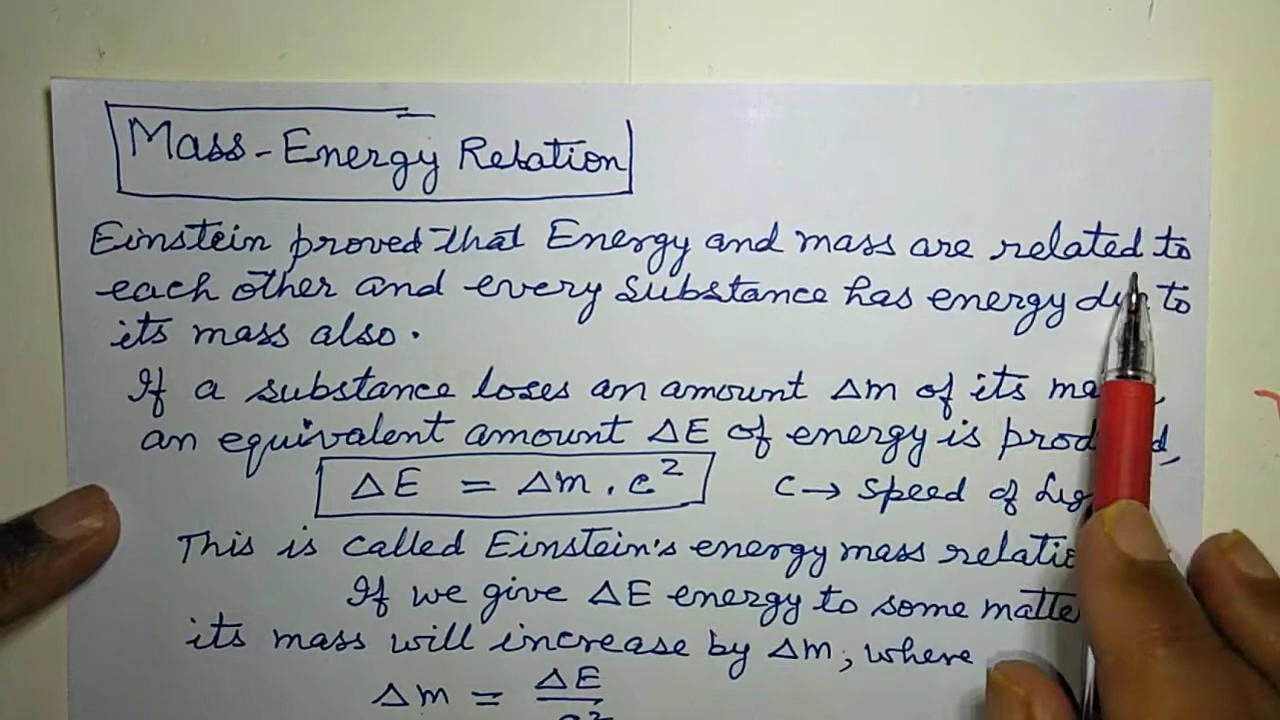 Mass-Energy Relation
Einstein proved that Energy and mass are related to
each other and every substance has energy to
its mass also.
If a substance loses an amount Δm of its
an equivalent amount ΔE of energy is
ΔE = Δm . c²
c → speed of
This is called Einstein's energy mass
If we give ΔE energy to some
its mass will increase by Δm, where
Δm = ΔE
c²